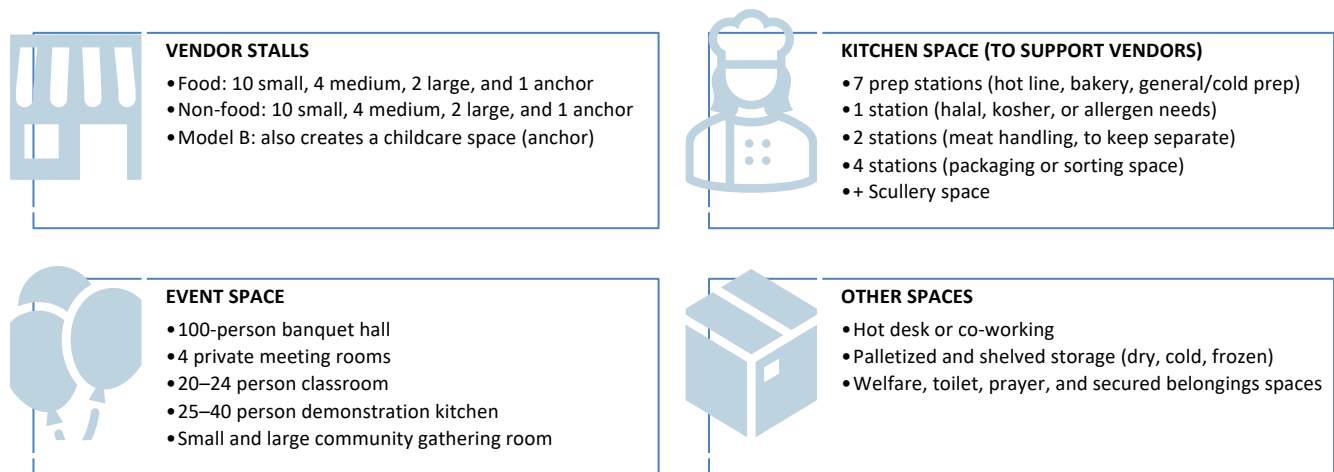 VENDOR STALLS
•Food: 10 small, 4 medium, 2 large, and 1 anchor
•Non-food: 10 small, 4 medium, 2 large, and 1 anchor
•Model B: also creates a childcare space (anchor)
KITCHEN SPACE (TO SUPPORT VENDORS)
•7 prep stations (hot line, bakery, general/cold prep)
•1 station (halal, kosher, or allergen needs)
•2 stations (meat handling, to keep separate)
•4 stations (packaging or sorting space)
•+ Scullery space
EVENT SPACE
•100-person banquet hall
•4 private meeting rooms
•20–24 person classroom
•25–40 person demonstration kitchen
•Small and large community gathering room
OTHER SPACES
•Hot desk or co-working
•Palletized and shelved storage (dry, cold, frozen)
•Welfare, toilet, prayer, and secured belongings spaces